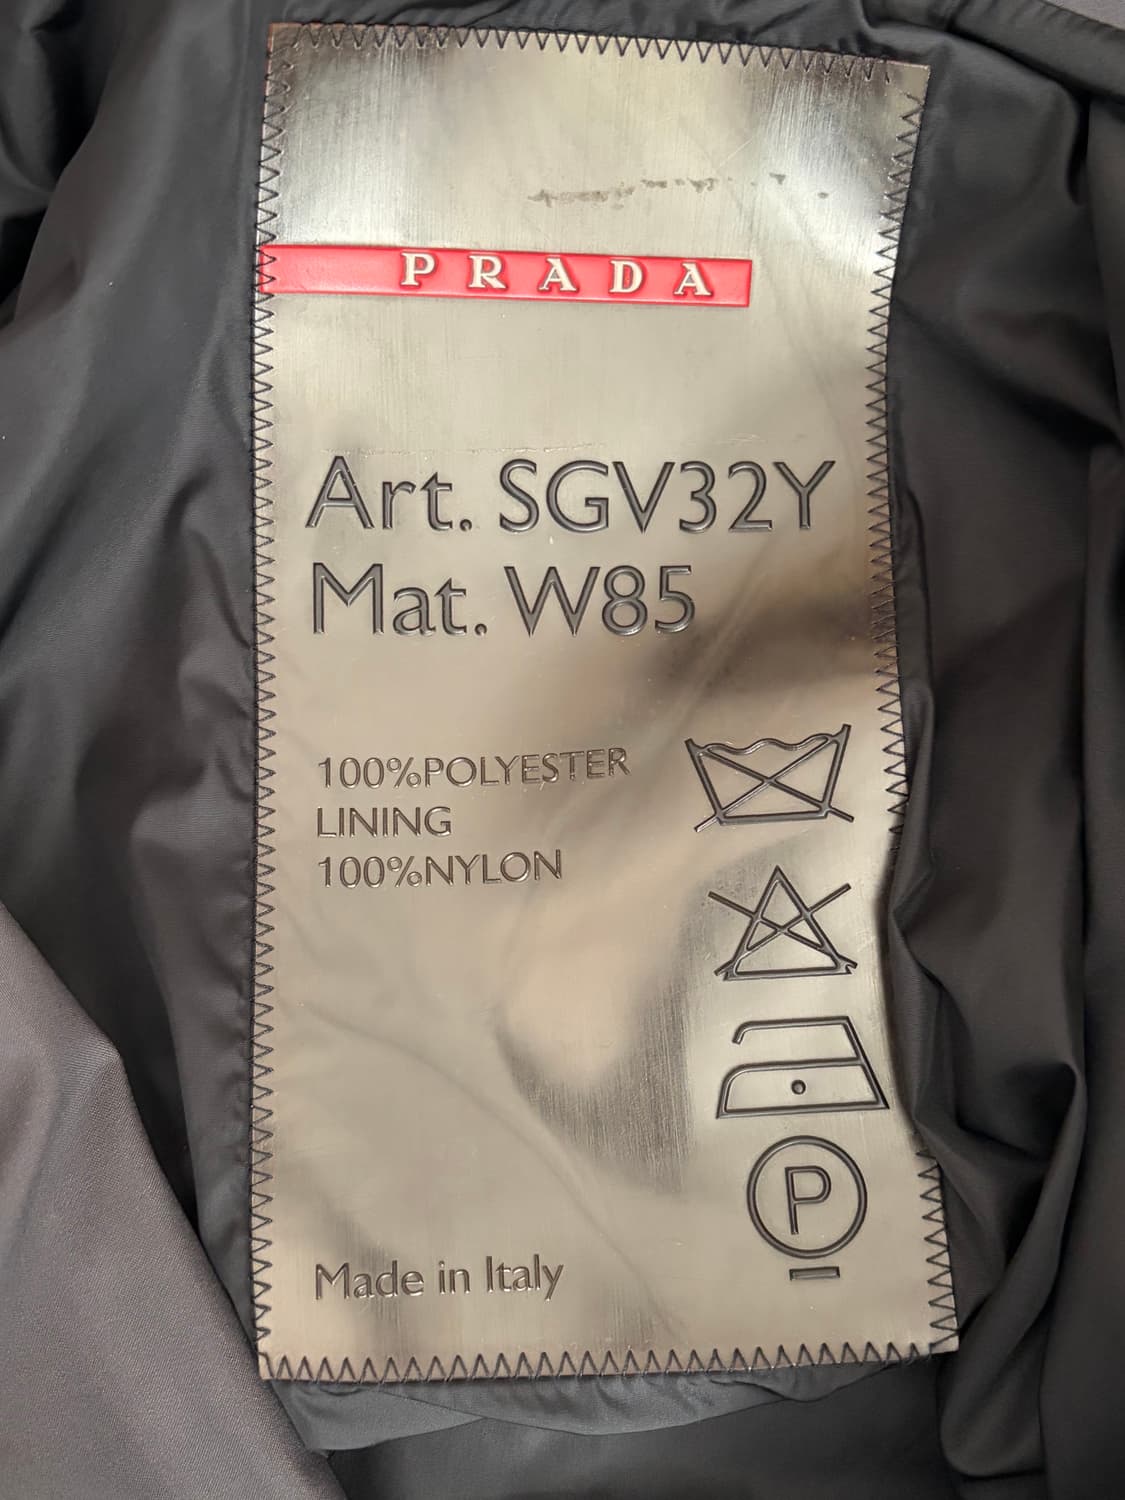 PRADA
Art. SGV32Y
Mat. W85
100%POLYESTER
LINING
100%NYLON
P
Made in Italy